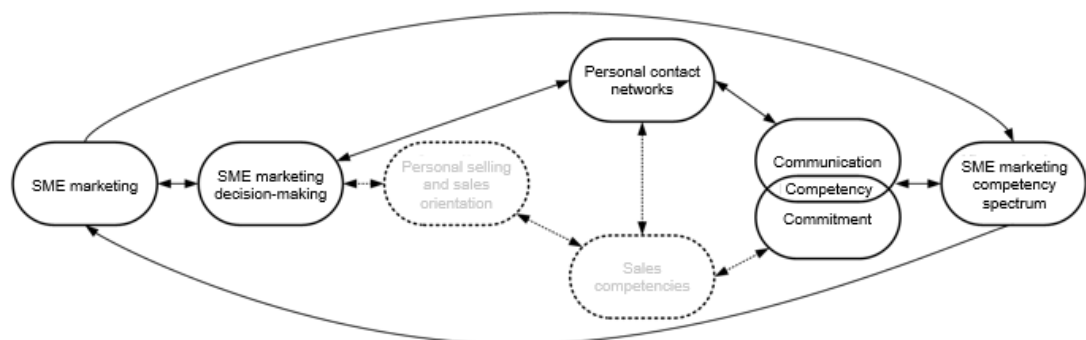 SME marketing
SME marketing
decision-making
Personal selling
and sales
orientation
Personal contact
networks
Sales
competencies
Communication
Competency
Commitment
SME marketing
competency
spectrum